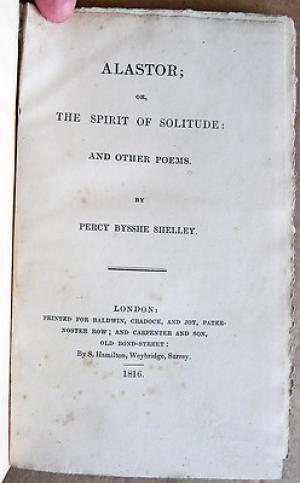 ALASTOR;
OR,
THE SPIRIT OF SOLITUDE:
AND OTHER POEMS.
BY
PERCY BYSSHE SHELLEY.
LONDON:
PRINTED FOR BALDWIN, CRADOCK, AND JOY, PATER-
NOSTER ROW; AND CARPENTER AND SON,
OLD BOND-STREET:
By S. Hamilton, Weybridge, Surrey.
1816.